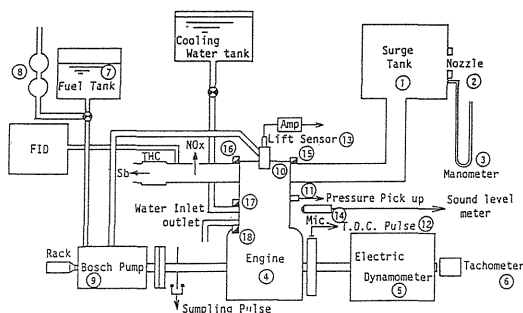 Cooling
Water tank
Surge
Tank
①
Nozzle
②
⑧
⑦
Fuel Tank
Amp
Lift Sensor ⑬
③
Manometer
FID
THC
NOx
⑯
⑩
⑮
Sb
⑪
Pressure Pick up
Sound level
meter
⑰
⑭
Mic.
T.D.C. Pulse ⑫
Water Inlet
outlet
⑱
Rack
Bosch Pump
⑨
Engine
④
Electric
Dynamometer
⑤
Tachometer
⑥
Sumpling Pulse